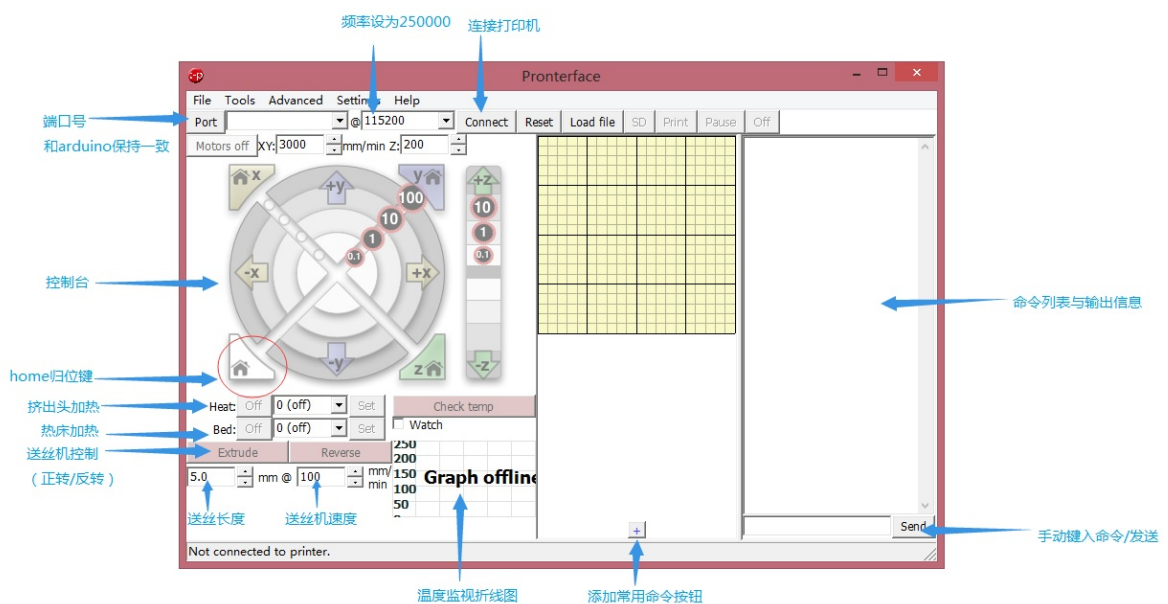 频率设为250000
连接打印机
Pronterface
File Tools Advanced Settings Help
端口号
Port @ 115200 Connect Reset Load file SD Print Pause Off
和arduino保持一致
Motors off XY: 3000 mm/min Z: 200
x +y y +z
100 10
10 1
1 0.1
0.1
控制台
-x +x
命令列表与输出信息
-y z -z
home归位键
挤出头加热
Heat: Off 0 (off) Set Check temp
热床加热
Bed: Off 0 (off) Set Watch
送丝机控制
Extrude Reverse
(正转/反转)
5.0 mm @ 100 mm/min
250
200
150
100
50
Graph offline
送丝长度
送丝机速度
+
Send
手动键入命令/发送
Not connected to printer.
温度监视折线图
添加常用命令按钮